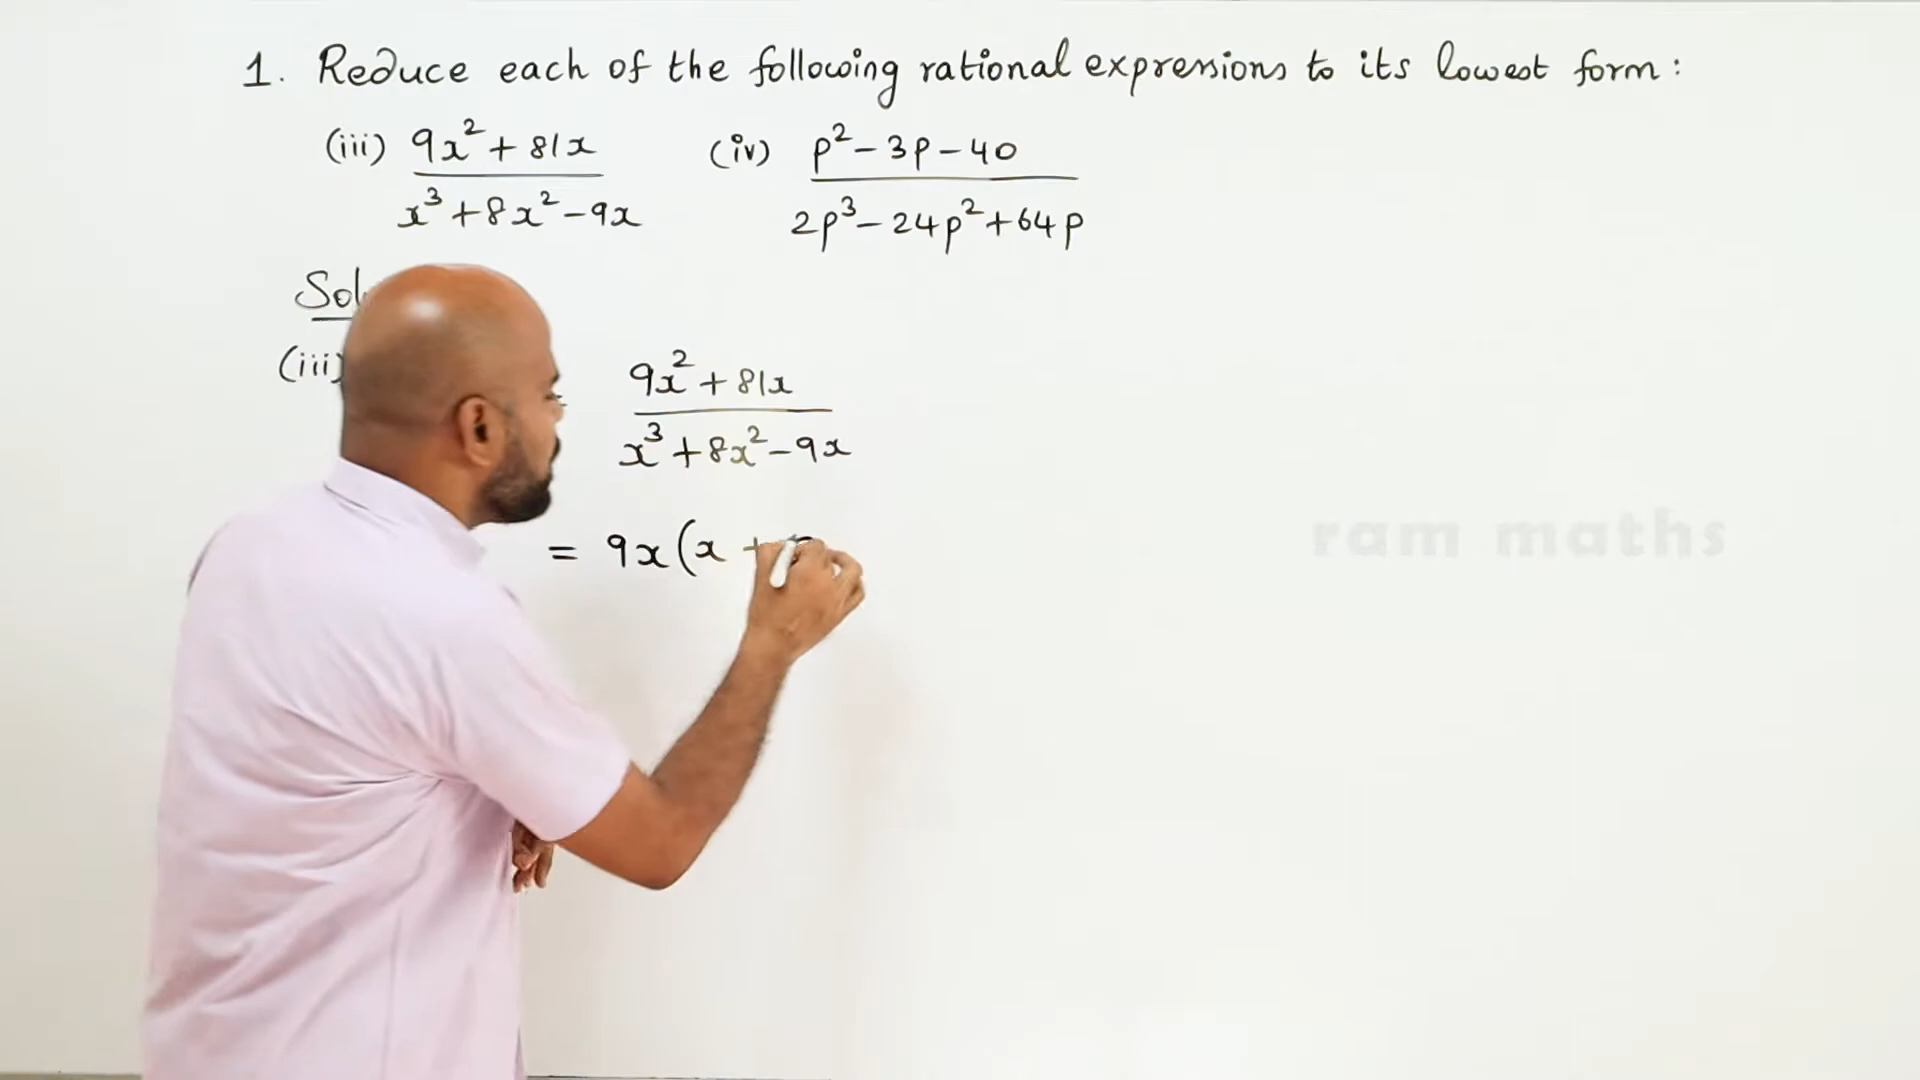 1. Reduce each of the following rational expressions to its lowest form :
(iii) 9x² + 81x / x³ + 8x² − 9x (iv) p² − 3p − 40 / 2p³ − 24p² + 64p
(iii)
9x² + 81x
x³ + 8x² − 9x
= 9x(x +
ram maths